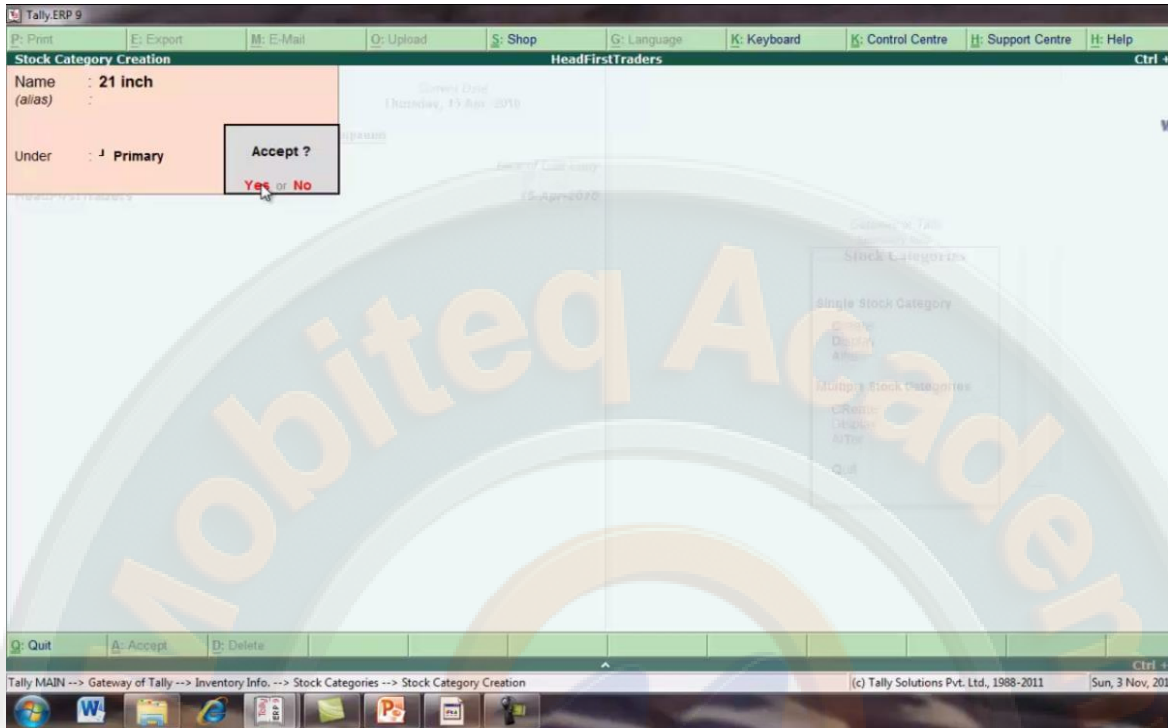 Tally.ERP 9
P: Print E: Export M: E-Mail O: Upload S: Shop G: Language K: Keyboard K: Control Centre H: Support Centre H: Help
Stock Category Creation HeadFirstTraders Ctrl +
Name : 21 inch
(alias) :
Under : ┘ Primary
Accept ?
Yes or No
Current Date
Thursday, 15 Apr, 2010
Date of Last Entry
HeadFirstTraders 15-Apr-2010
Gateway of Tally
Stock Categories
Single Stock Category
Create
Display
Alter
Multiple Stock Categories
CReate
Display
AlTer
Quit
Mobiteq Academ
Q: Quit A: Accept D: Delete
Ctrl +
Tally MAIN --> Gateway of Tally --> Inventory Info. --> Stock Categories --> Stock Category Creation (c) Tally Solutions Pvt. Ltd., 1988-2011 Sun, 3 Nov, 201